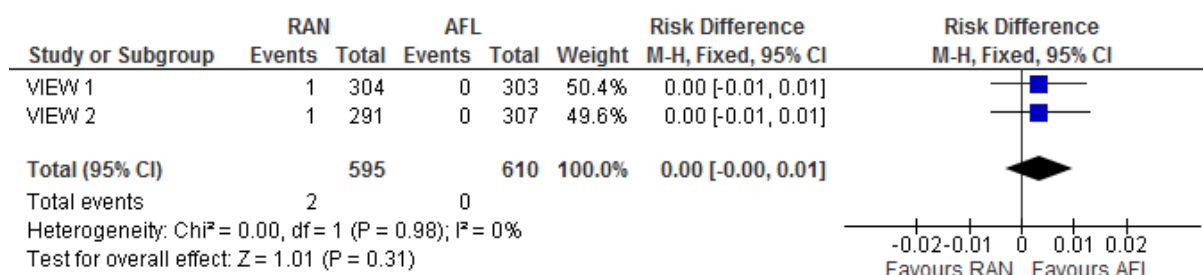 RAN AFL Risk Difference Risk Difference
Study or Subgroup Events Total Events Total Weight M-H, Fixed, 95% CI M-H, Fixed, 95% CI
VIEW 1 1 304 0 303 50.4% 0.00 [-0.01, 0.01]
VIEW 2 1 291 0 307 49.6% 0.00 [-0.01, 0.01]
Total (95% CI) 595 610 100.0% 0.00 [-0.00, 0.01]
Total events 2 0
Heterogeneity: Chi² = 0.00, df = 1 (P = 0.98); I² = 0%
Test for overall effect: Z = 1.01 (P = 0.31)
-0.02 -0.01 0 0.01 0.02
Favours RAN Favours AFL